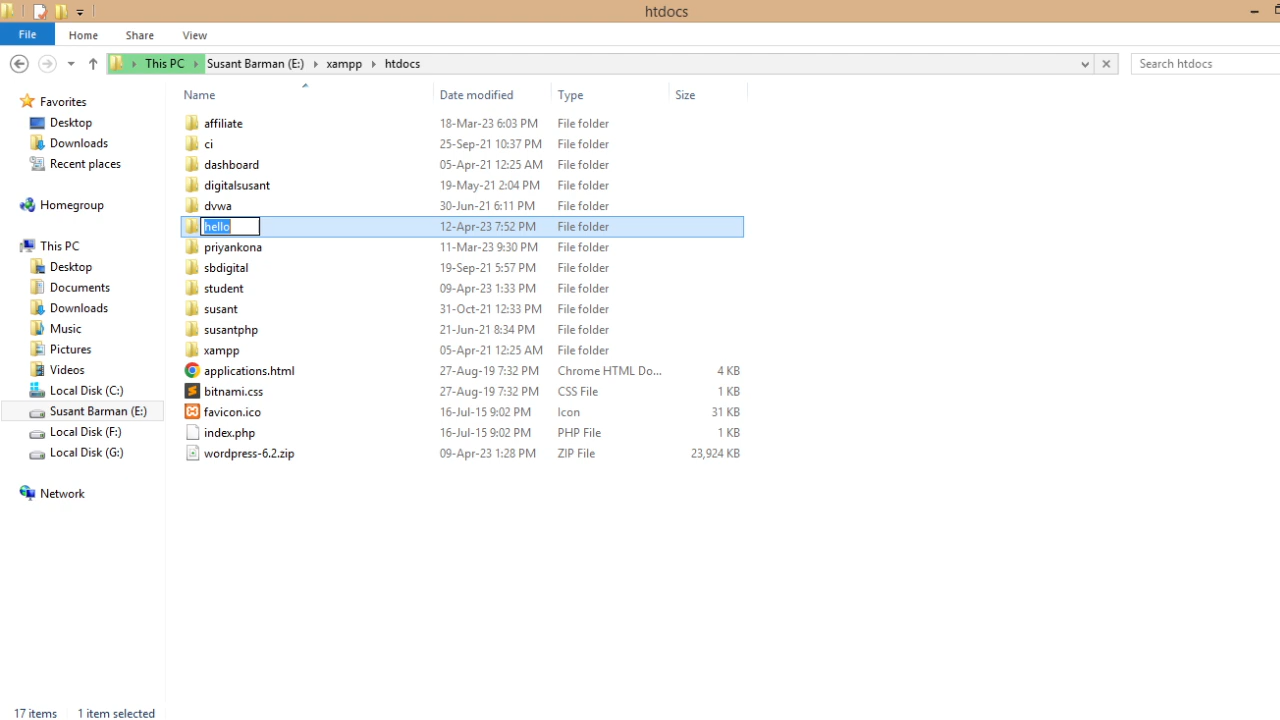 htdocs
File Home Share View
This PC Susant Barman (E:) xampp htdocs Search htdocs
Name Date modified Type Size
Favorites
Desktop
Downloads
Recent places
Homegroup
This PC
Desktop
Documents
Downloads
Music
Pictures
Videos
Local Disk (C:)
Susant Barman (E:)
Local Disk (F:)
Local Disk (G:)
Network
affiliate 18-Mar-23 6:03 PM File folder
ci 25-Sep-21 10:37 PM File folder
dashboard 05-Apr-21 12:25 AM File folder
digitalsusant 19-May-21 2:04 PM File folder
dvwa 30-Jun-21 6:11 PM File folder
hello 12-Apr-23 7:52 PM File folder
priyankona 11-Mar-23 9:30 PM File folder
sbdigital 19-Sep-21 5:57 PM File folder
student 09-Apr-23 1:33 PM File folder
susant 31-Oct-21 12:33 PM File folder
susantphp 21-Jun-21 8:34 PM File folder
xampp 05-Apr-21 12:25 AM File folder
applications.html 27-Aug-19 7:32 PM Chrome HTML Do... 4 KB
bitnami.css 27-Aug-19 7:32 PM CSS File 1 KB
favicon.ico 16-Jul-15 9:02 PM Icon 31 KB
index.php 16-Jul-15 9:02 PM PHP File 1 KB
wordpress-6.2.zip 09-Apr-23 1:28 PM ZIP File 23,924 KB
17 items 1 item selected